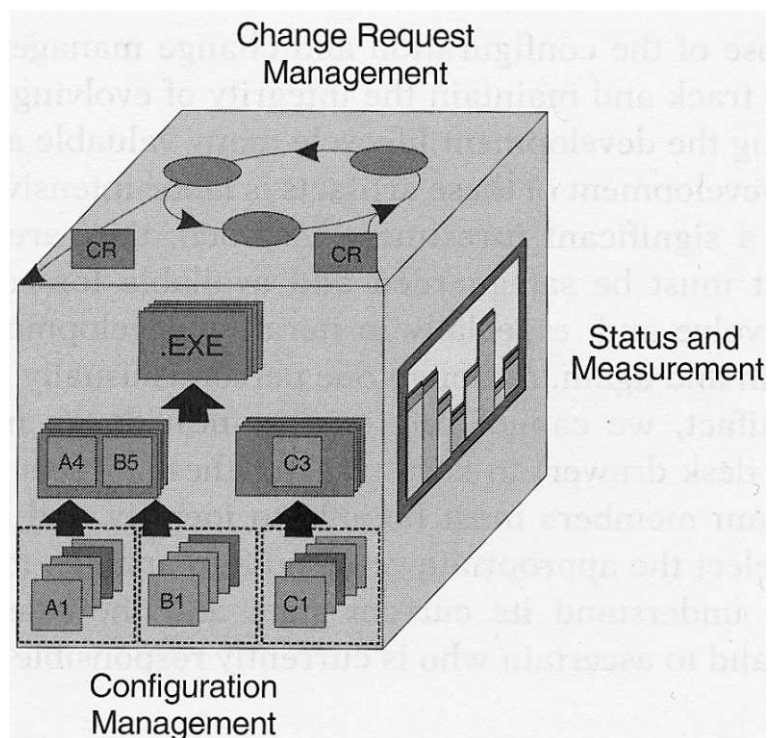 Change Request
Management
CR
CR
.EXE
Status and
Measurement
A4
B5
C3
A1
B1
C1
Configuration
Management